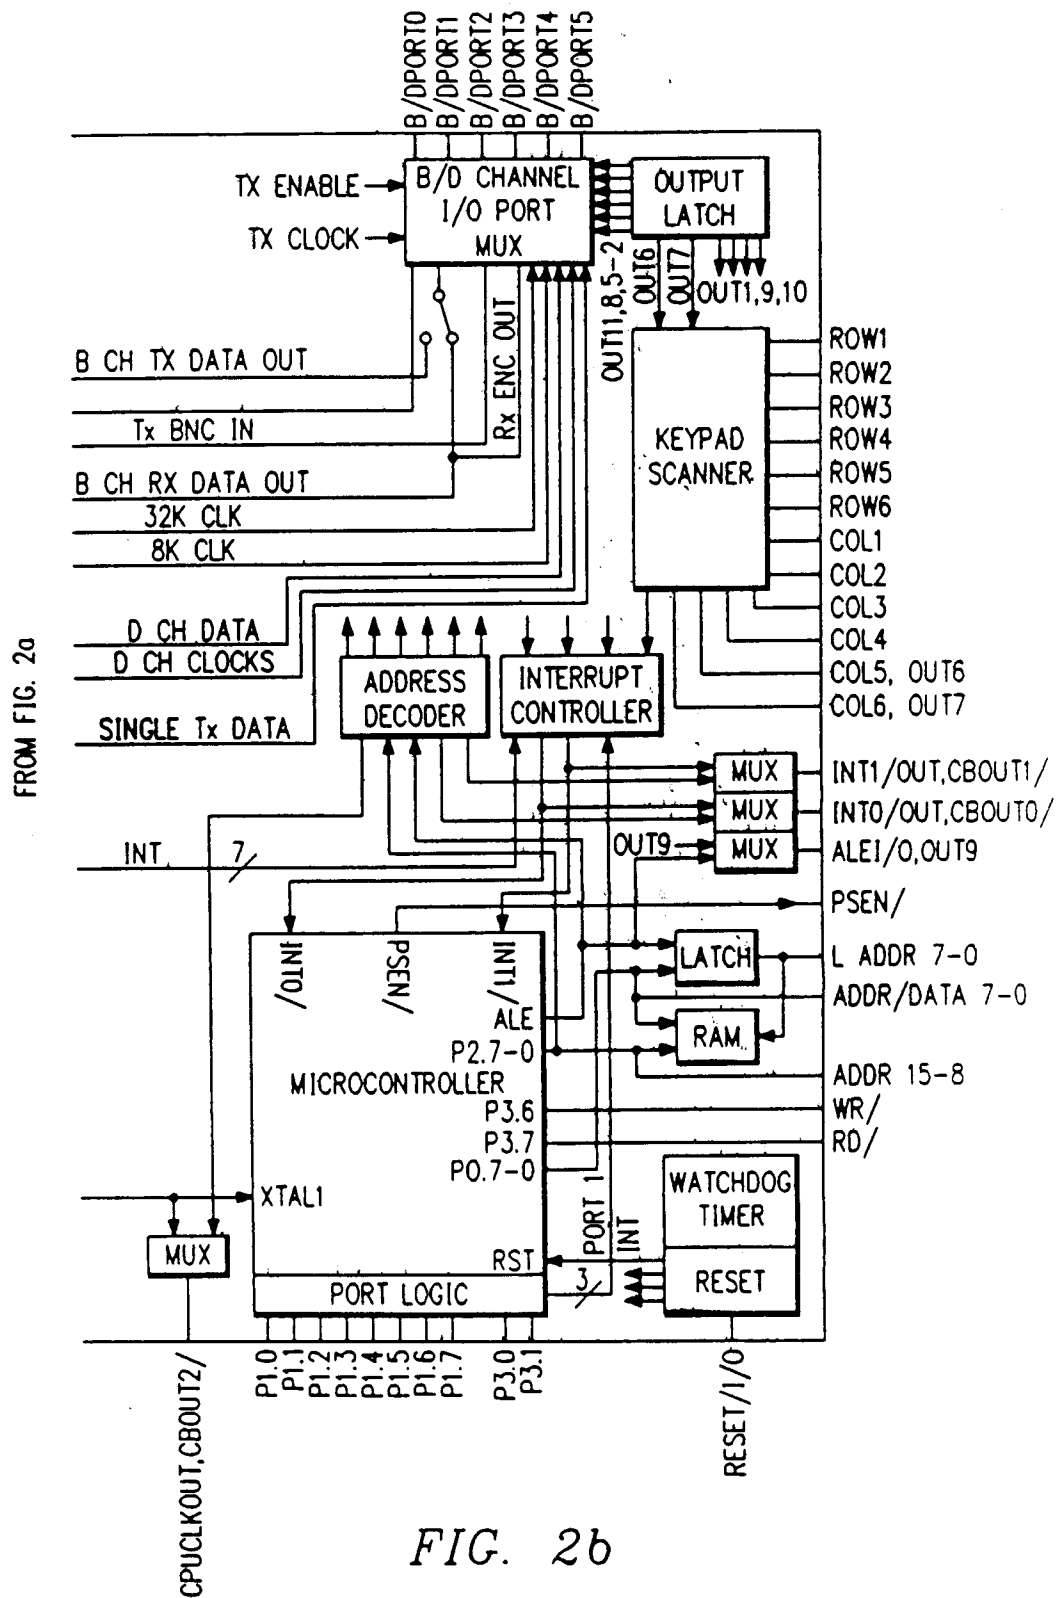 B/DPORT0
B/DPORT1
B/DPORT2
B/DPORT3
B/DPORT4
B/DPORT5
TX ENABLE
TX CLOCK
B/D CHANNEL
I/O PORT
MUX
OUTPUT
LATCH
OUT11,8,5-2
OUT6
OUT7
OUT1,9,10
B CH TX DATA OUT
Tx BNC IN
Rx ENC OUT
B CH RX DATA OUT
32K CLK
8K CLK
D CH DATA
D CH CLOCKS
SINGLE Tx DATA
FROM FIG. 2a
KEYPAD
SCANNER
ROW1
ROW2
ROW3
ROW4
ROW5
ROW6
COL1
COL2
COL3
COL4
COL5, OUT6
COL6, OUT7
ADDRESS
DECODER
INTERRUPT
CONTROLLER
MUX
INT1/OUT,CBOUT1/
MUX
INT0/OUT,CBOUT0/
OUT9
MUX
ALEI/O,OUT9
INT
7
PSEN/
INT0/
PSEN/
INT1/
LATCH
L ADDR 7-0
ADDR/DATA 7-0
ALE
RAM
P2.7-0
MICROCONTROLLER
ADDR 15-8
P3.6
WR/
P3.7
RD/
P0.7-0
XTAL1
PORT 1
INT
WATCHDOG
TIMER
MUX
RST
RESET
3
PORT LOGIC
P1.0
P1.1
P1.2
P1.3
P1.4
P1.5
P1.6
P1.7
P3.0
P3.1
CPUCLKOUT,CBOUT2/
RESET/I/O
FIG. 2b